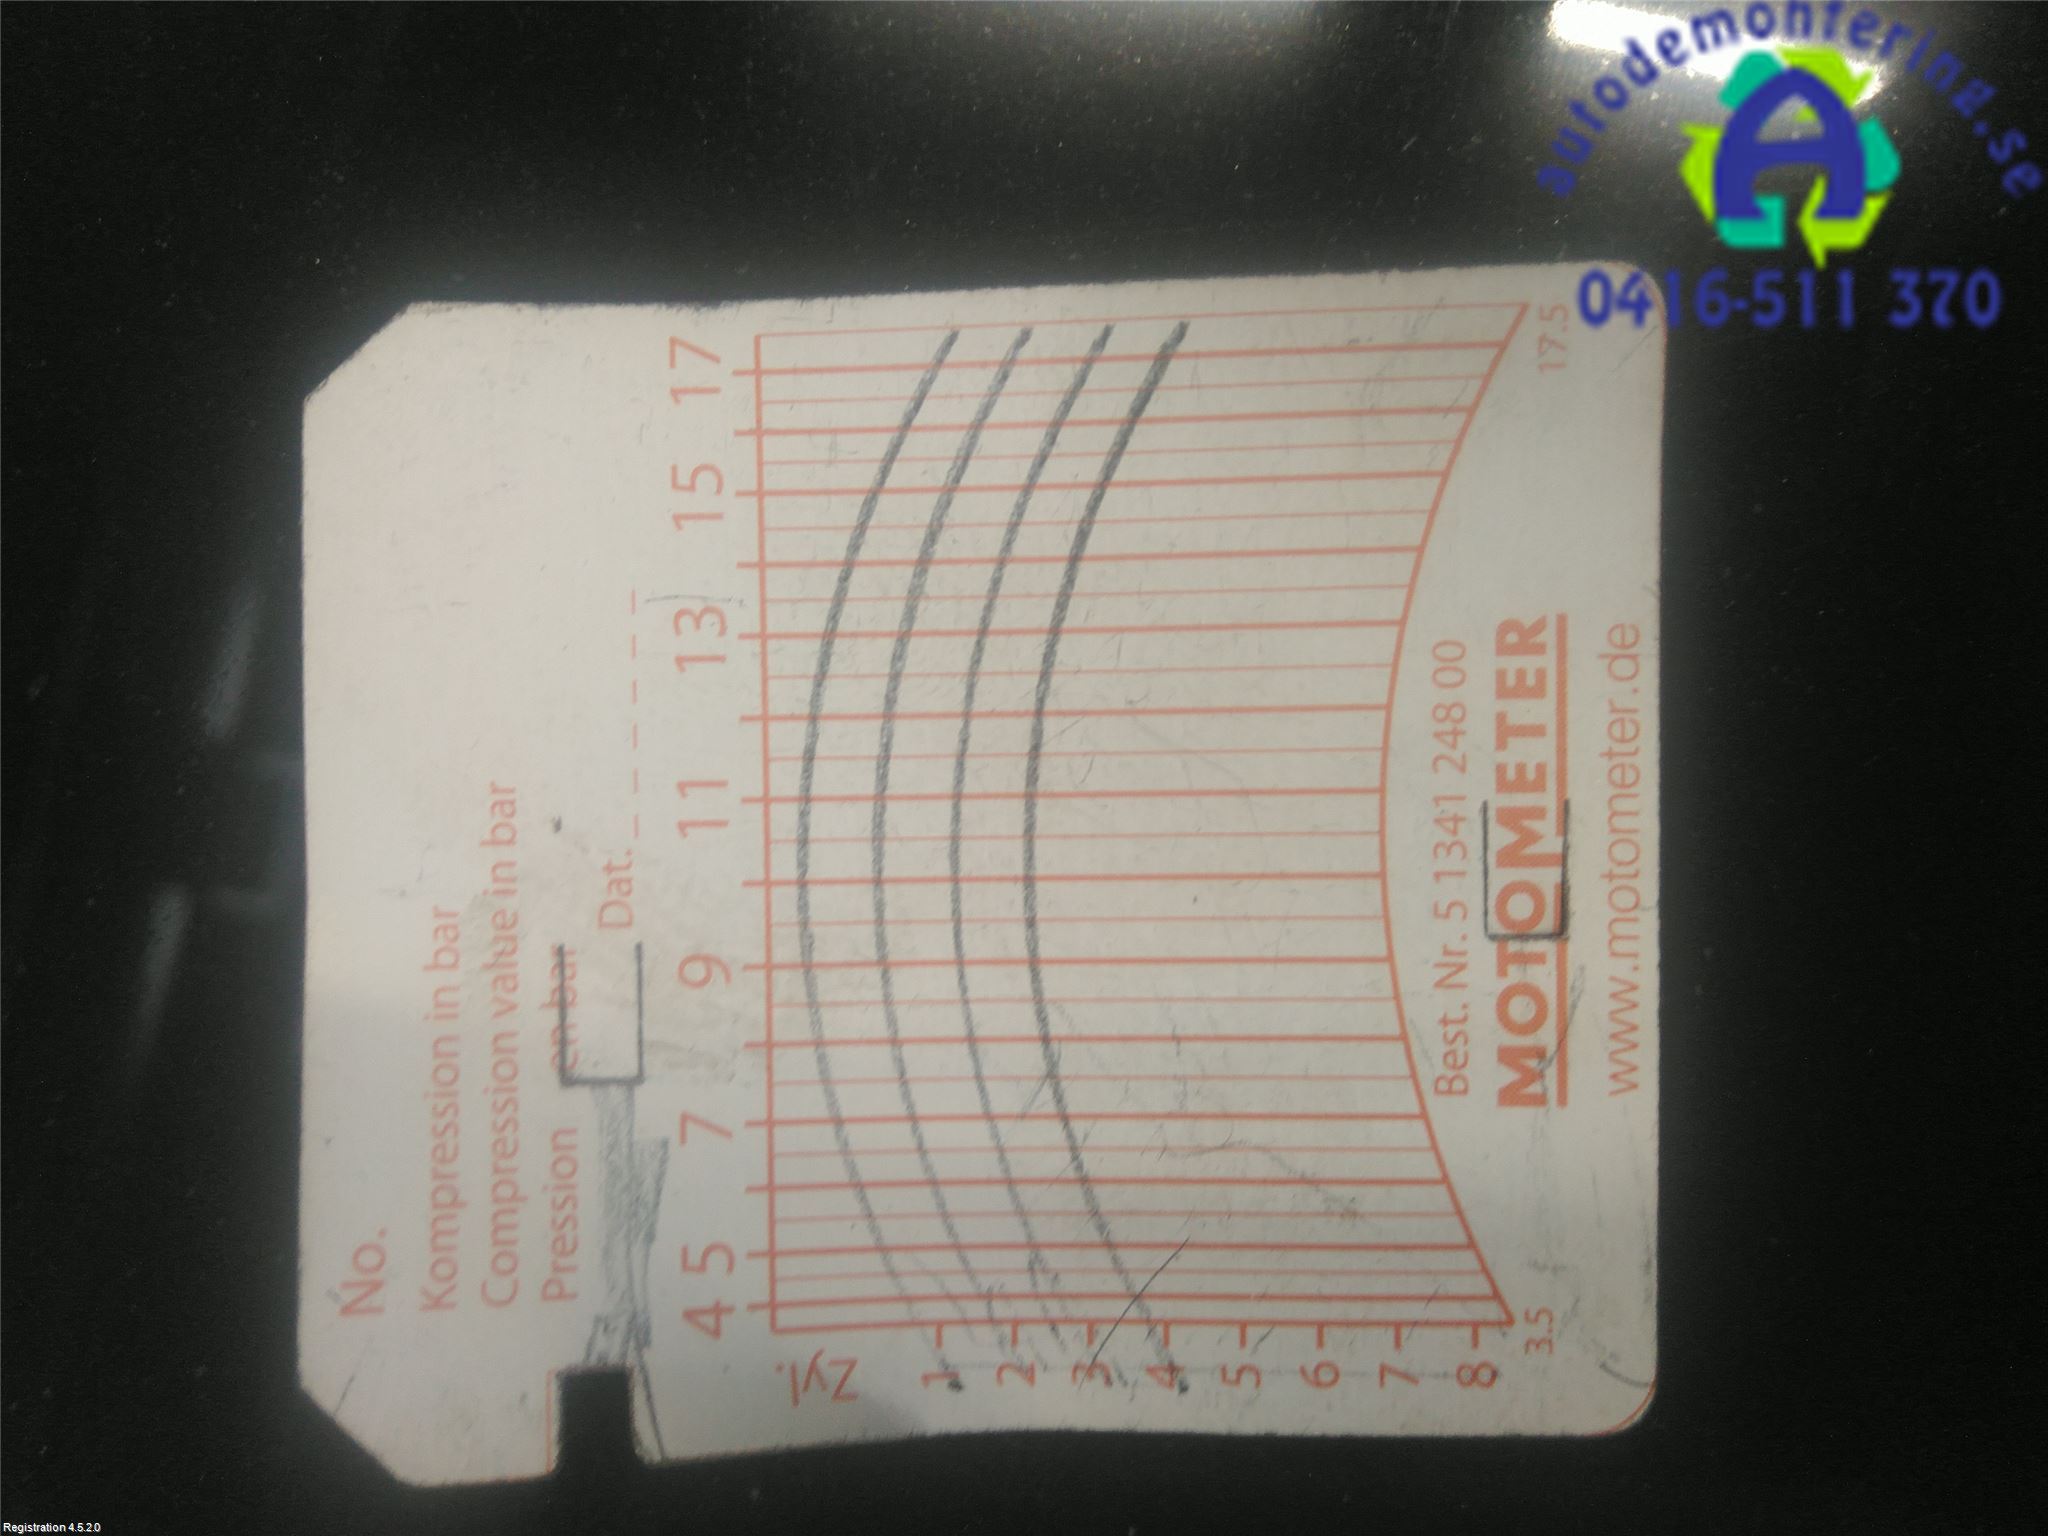 autodemontering.se
A
0416-511 370
No.
Kompression in bar
Compression value in bar
Pression en bar
Dat.
4 5 7 9 11 13 15 17
Zyl.
1
2
3
4
5
6
7
8
3.5
17.5
Best. Nr. 5 1341 248 00
MOTOMETER
www.motometer.de
Registration 4.5.2.0